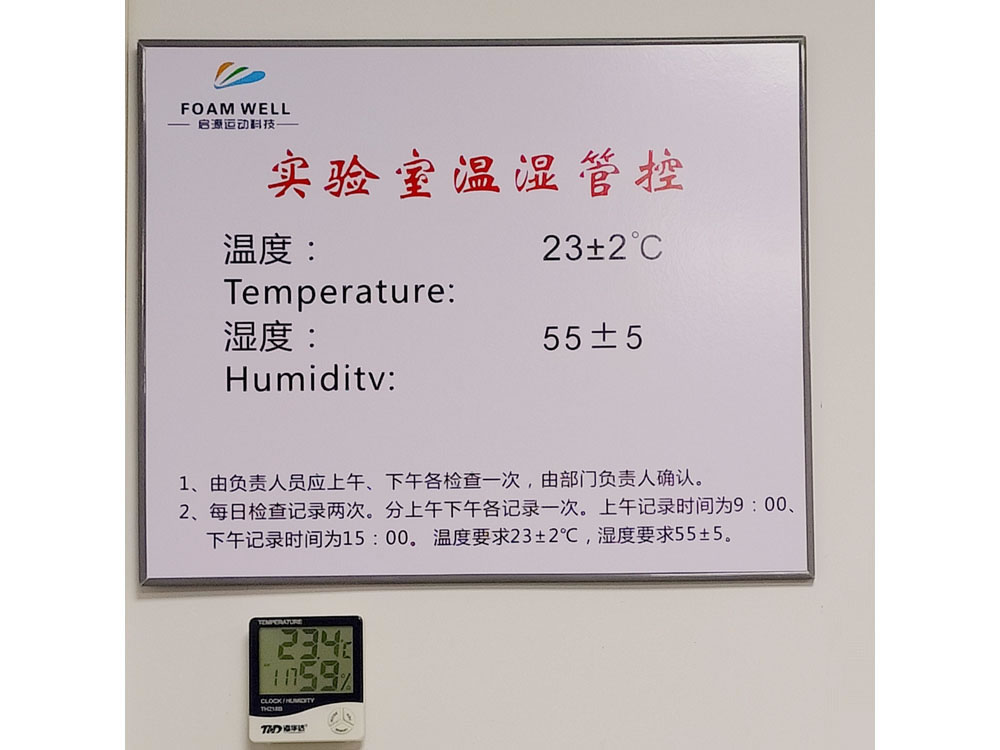 FOAM WELL
启源运动科技
实验室温湿管控
温度： 23±2℃
Temperature:
湿度： 55±5
Humiditv:
1、由负责人员应上午、下午各检查一次，由部门负责人确认。
2、每日检查记录两次。分上午下午各记录一次。上午记录时间为9：00、
下午记录时间为15：00。 温度要求23±2℃，湿度要求55±5。
TEMPERATURE
23.4℃
IN 59%
CLOCK/HUMIDITY